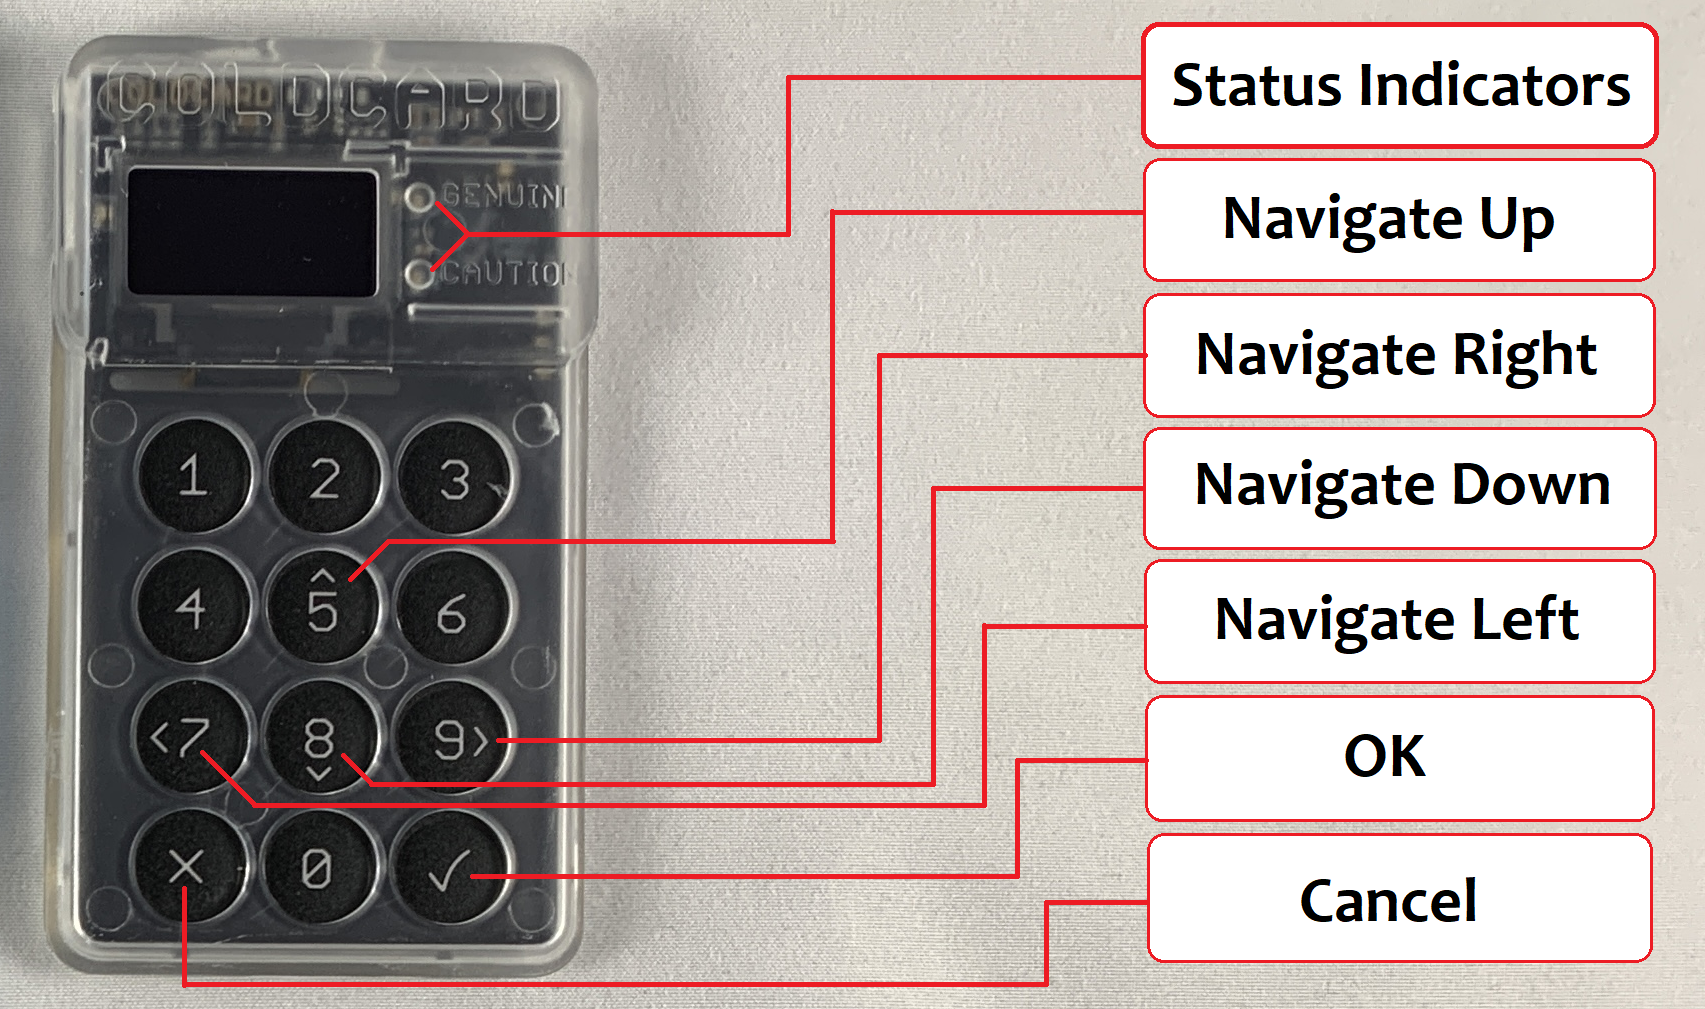 COLDCARD
GENUIN
CAUTION
1 2 3
4 ^ 5 6
<7 8 9>
X 0 ✓
Status Indicators
Navigate Up
Navigate Right
Navigate Down
Navigate Left
OK
Cancel